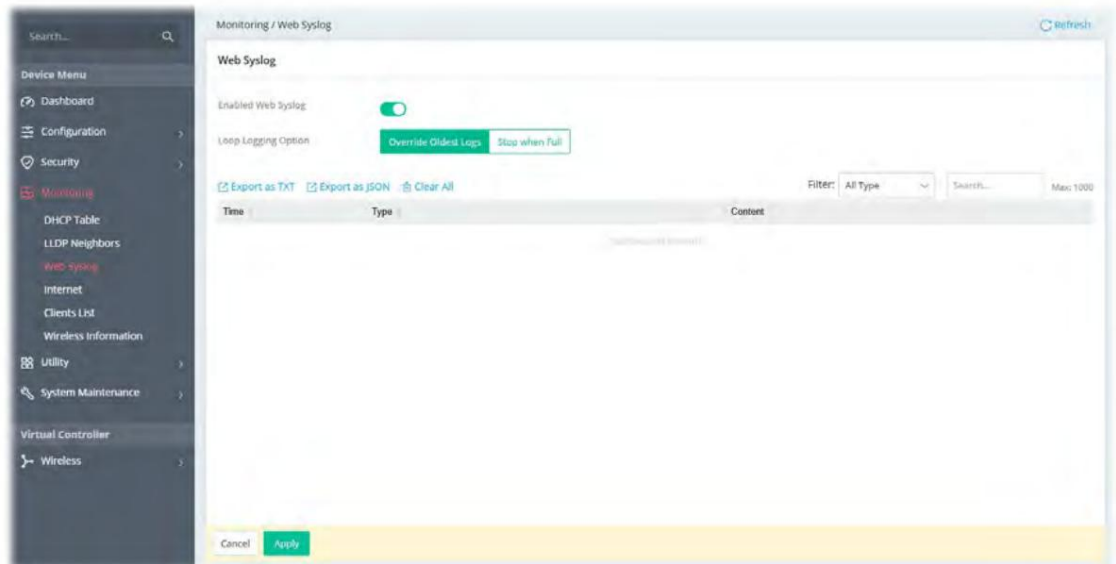 Search...
Device Menu
Dashboard
Configuration
Security
Monitoring
DHCP Table
LLDP Neighbors
Web Syslog
Internet
Clients List
Wireless Information
Utility
System Maintenance
Virtual Controller
Wireless
Monitoring / Web Syslog
Refresh
Web Syslog
Enabled Web Syslog
Loop Logging Option
Override Oldest Logs Stop when Full
Export as TXT Export as JSON Clear All
Filter: All Type Search... Max: 1000
Time Type Content
Cancel Apply